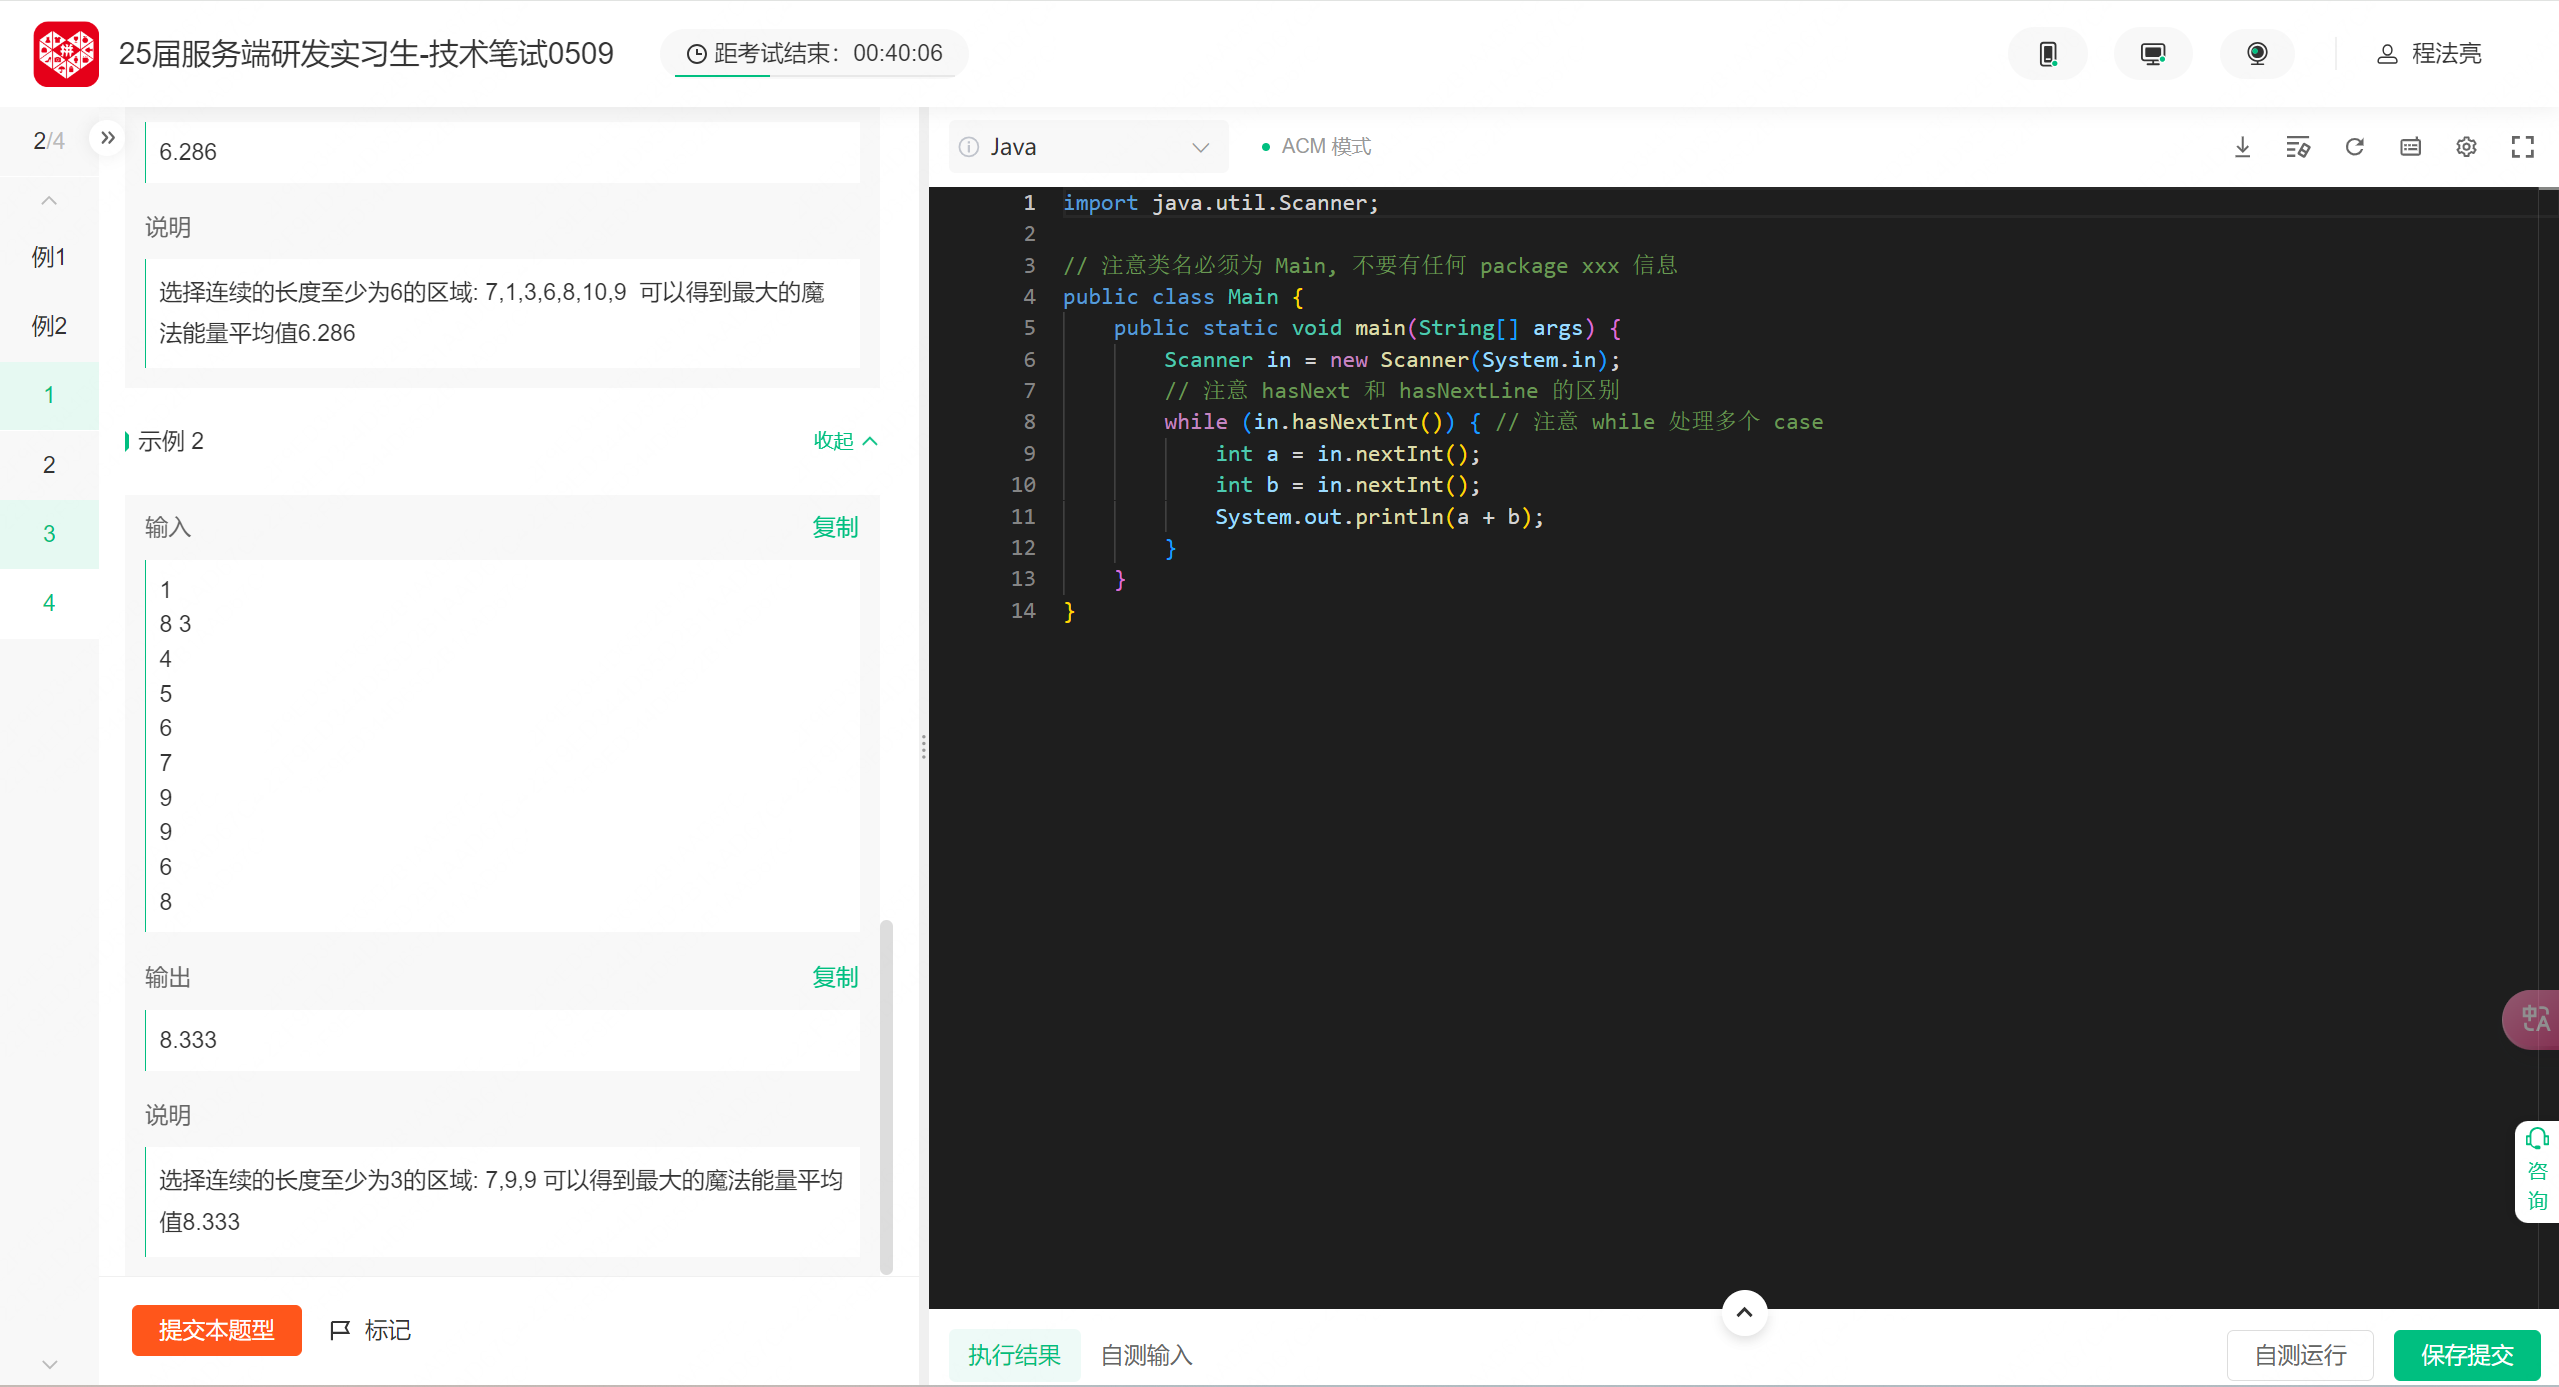 25届服务端研发实习生-技术笔试0509
距考试结束：00:40:06
程法亮
2/4
例1
例2
1
2
3
4
6.286
说明
选择连续的长度至少为6的区域: 7,1,3,6,8,10,9 可以得到最大的魔
法能量平均值6.286
示例 2
收起
输入
复制
1
8 3
4
5
6
7
9
9
6
8
输出
复制
8.333
说明
选择连续的长度至少为3的区域: 7,9,9 可以得到最大的魔法能量平均
值8.333
提交本题型
标记
Java
ACM 模式
1 import java.util.Scanner;
2
3 // 注意类名必须为 Main, 不要有任何 package xxx 信息
4 public class Main {
5 public static void main(String[] args) {
6 Scanner in = new Scanner(System.in);
7 // 注意 hasNext 和 hasNextLine 的区别
8 while (in.hasNextInt()) { // 注意 while 处理多个 case
9 int a = in.nextInt();
10 int b = in.nextInt();
11 System.out.println(a + b);
12 }
13 }
14 }
中A
咨
询
执行结果
自测输入
自测运行
保存提交